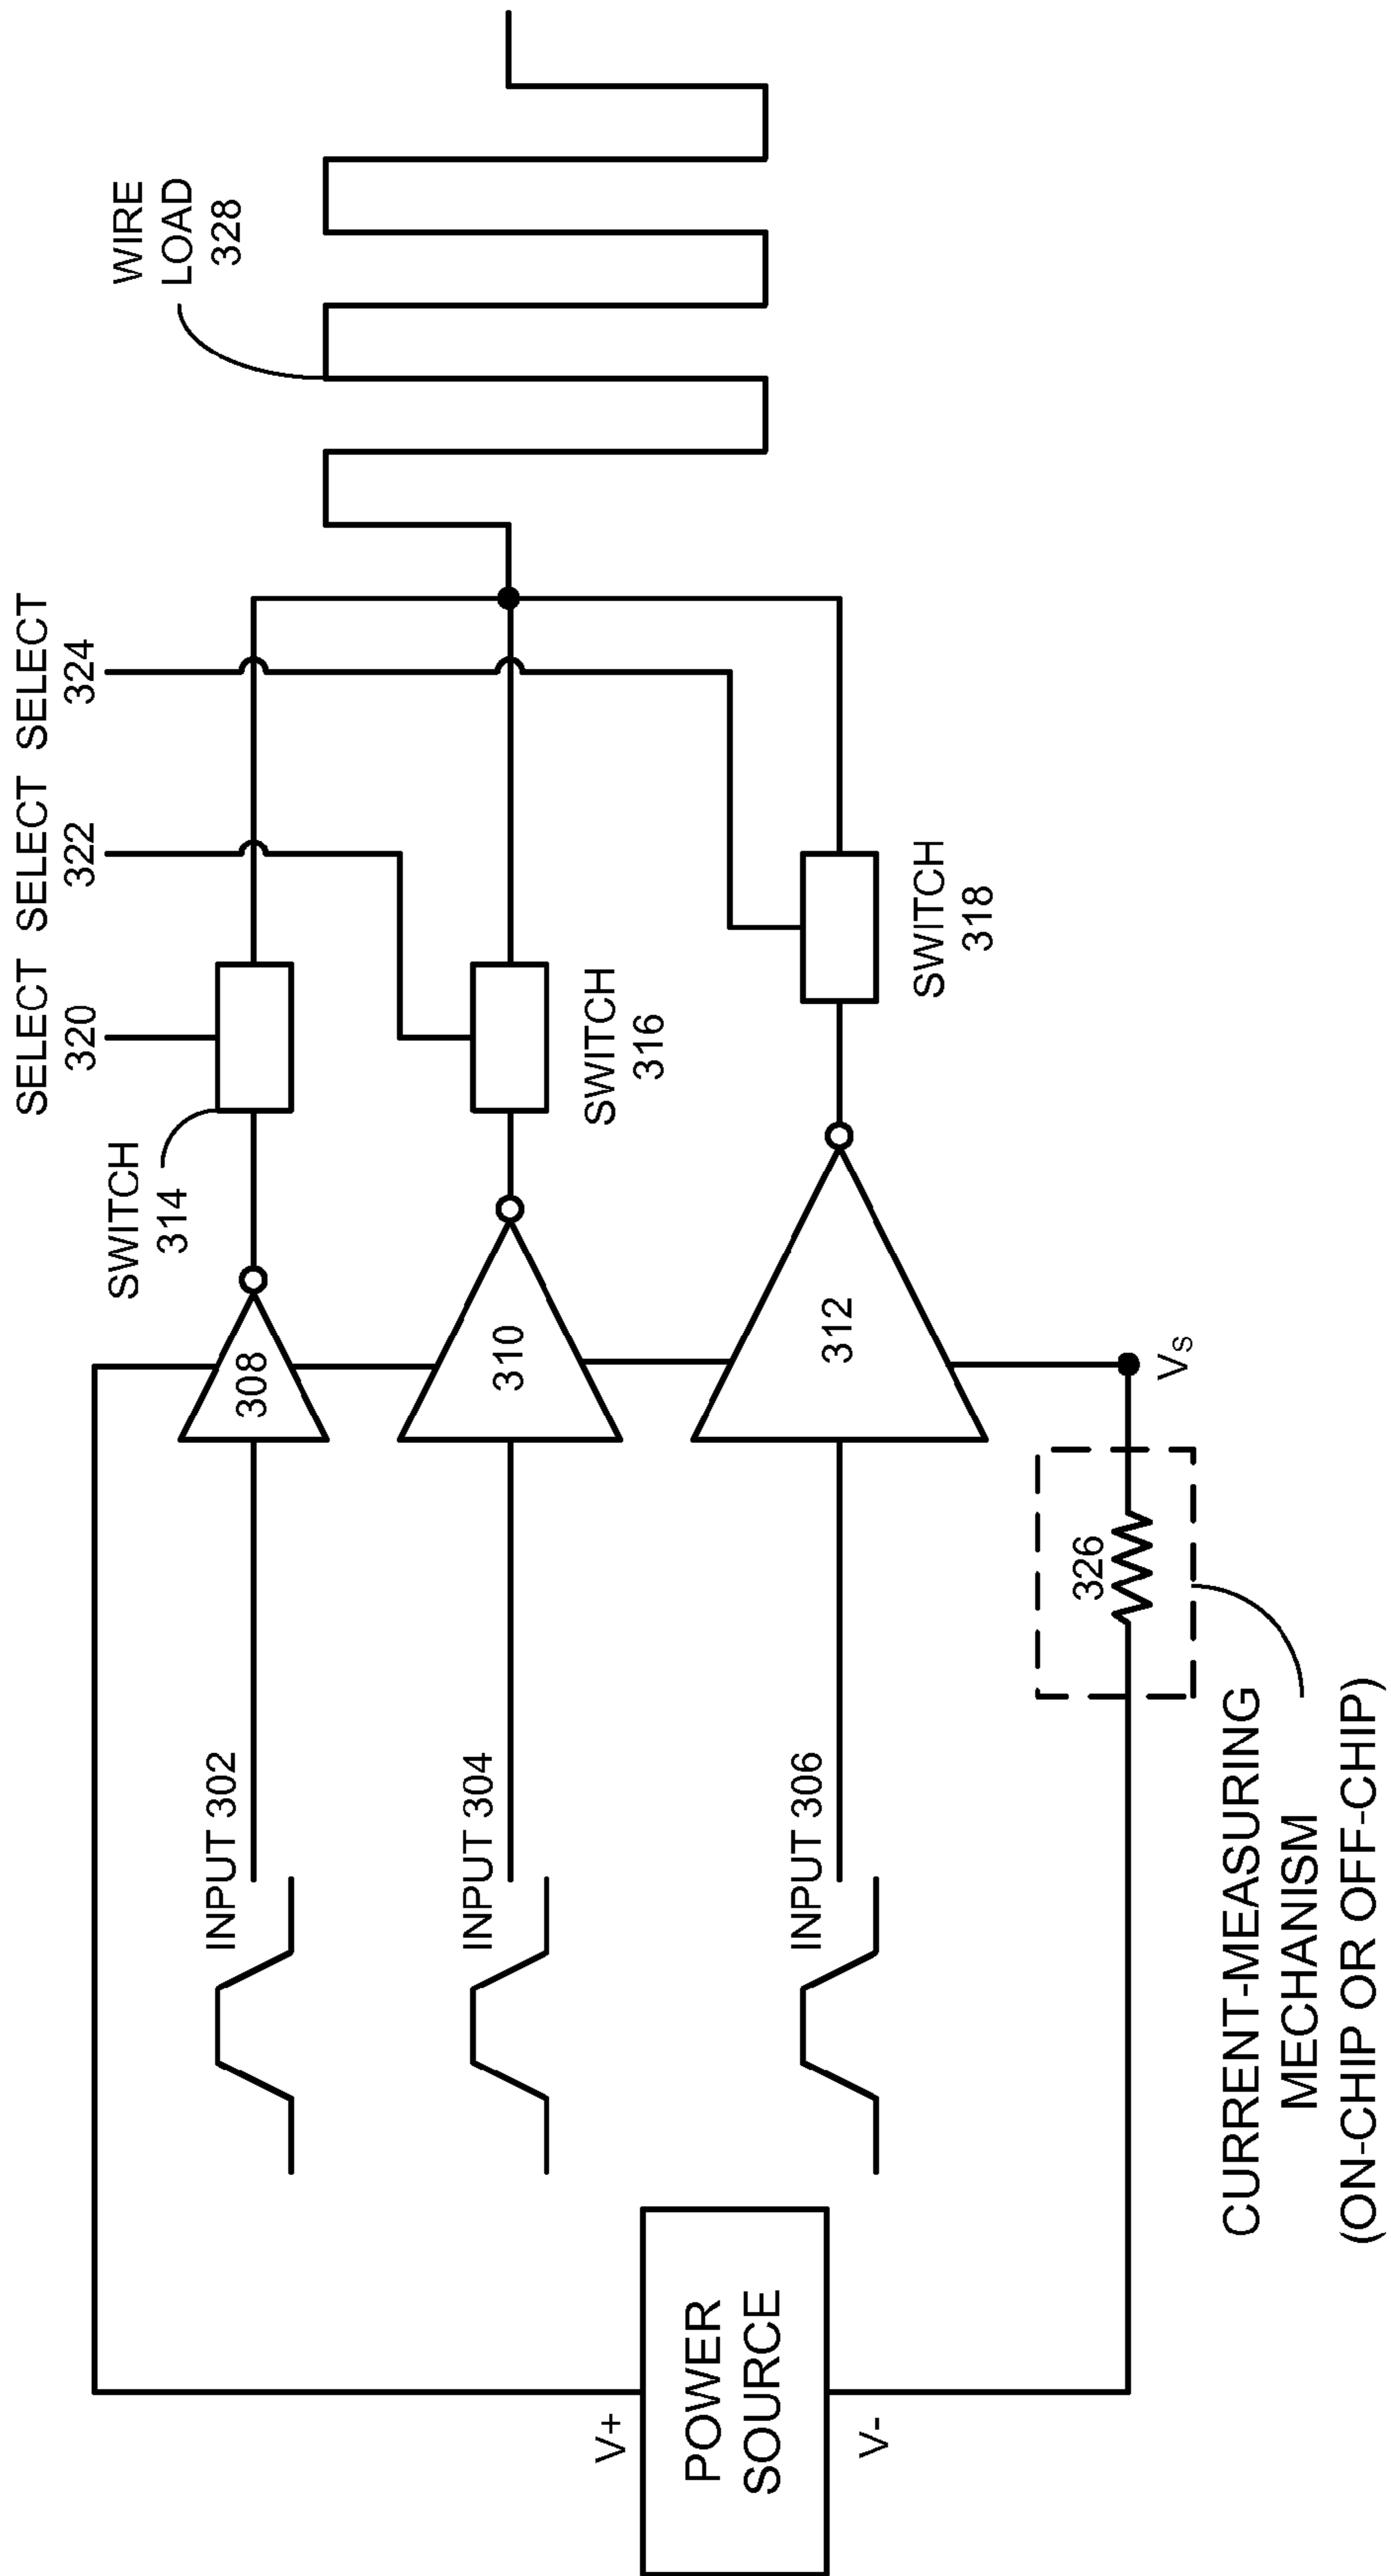 SELECT SELECT SELECT
320 322 324
WIRE
LOAD
328
SWITCH
314
SWITCH
316
SWITCH
318
308
310
312
INPUT 302
INPUT 304
INPUT 306
V+
POWER
SOURCE
V-
326
VS
CURRENT-MEASURING
MECHANISM
(ON-CHIP OR OFF-CHIP)